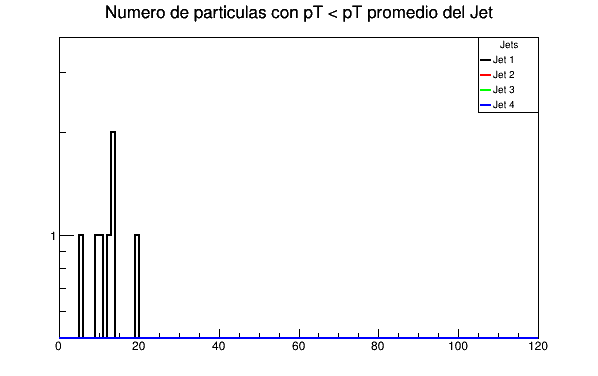 Numero de particulas con pT < pT promedio del Jet
Jets
Jet 1
Jet 2
Jet 3
Jet 4
1
0 20 40 60 80 100 120